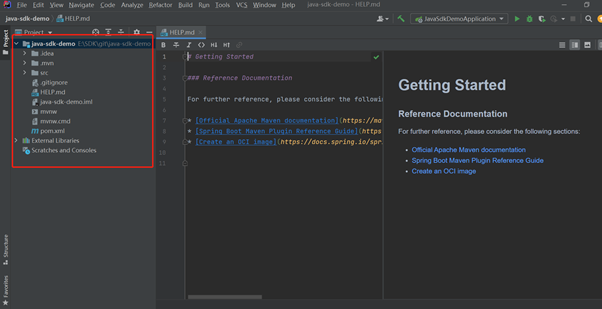 File Edit View Navigate Code Analyze Refactor Build Run Tools VCS Window Help java-sdk-demo - HELP.md
java-sdk-demo HELP.md
JavaSdkDemoApplication
Project
Project
HELP.md
java-sdk-demo E:\SDK\git\java-sdk-demo
.idea
.mvn
src
.gitignore
HELP.md
java-sdk-demo.iml
mvnw
mvnw.cmd
pom.xml
External Libraries
Scratches and Consoles
B I <> H H
1 # Getting Started
2
3 ### Reference Documentation
4
5 For further reference, please consider the following
6
7 * [Official Apache Maven documentation](https://ma
8 * [Spring Boot Maven Plugin Reference Guide](https
9 * [Create an OCI image](https://docs.spring.io/spr
10
11
Getting Started
Reference Documentation
For further reference, please consider the following sections:
• Official Apache Maven documentation
• Spring Boot Maven Plugin Reference Guide
• Create an OCI image
Structure
Favorites